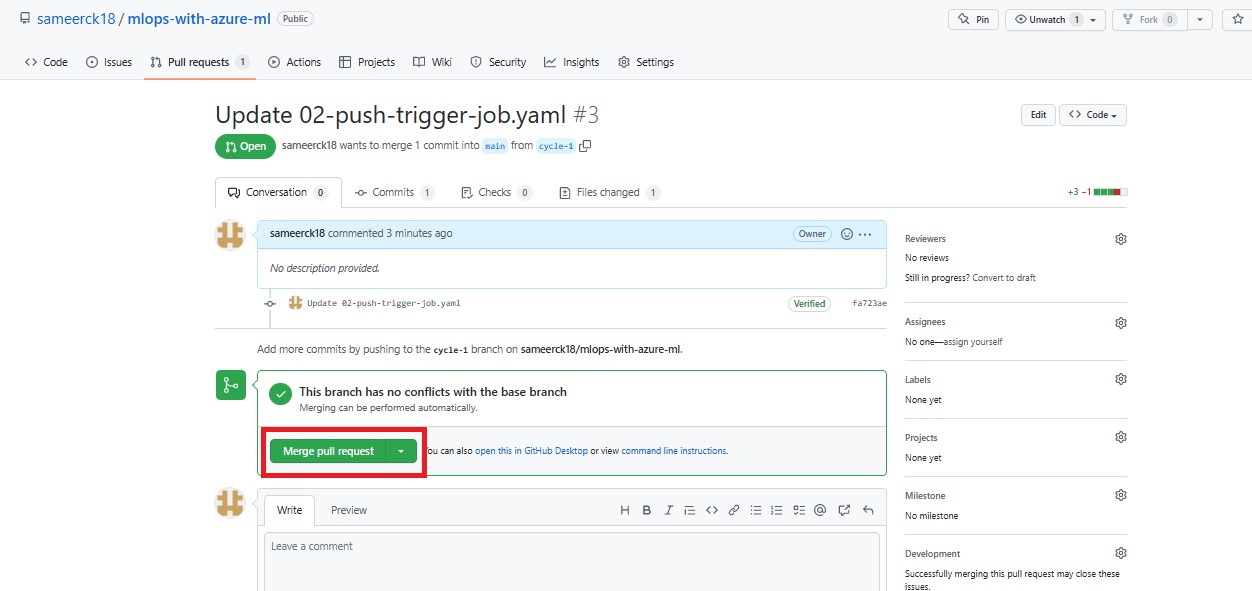 sameerck18 / mlops-with-azure-ml Public Pin Unwatch 1 Fork 0
Code Issues Pull requests 1 Actions Projects Wiki Security Insights Settings
Update 02-push-trigger-job.yaml #3 Edit Code
Open sameerck18 wants to merge 1 commit into main from cycle-1
Conversation 0 Commits 1 Checks 0 Files changed 1 +3 −1
sameerck18 commented 3 minutes ago Owner ···
No description provided.
Update 02-push-trigger-job.yaml Verified fa723ae
Add more commits by pushing to the cycle-1 branch on sameerck18/mlops-with-azure-ml.
This branch has no conflicts with the base branch
Merging can be performed automatically.
Merge pull request You can also open this in GitHub Desktop or view command line instructions.
Write Preview H B I
Leave a comment
Reviewers
No reviews
Still in progress? Convert to draft
Assignees
No one—assign yourself
Labels
None yet
Projects
None yet
Milestone
No milestone
Development
Successfully merging this pull request may close these
issues.